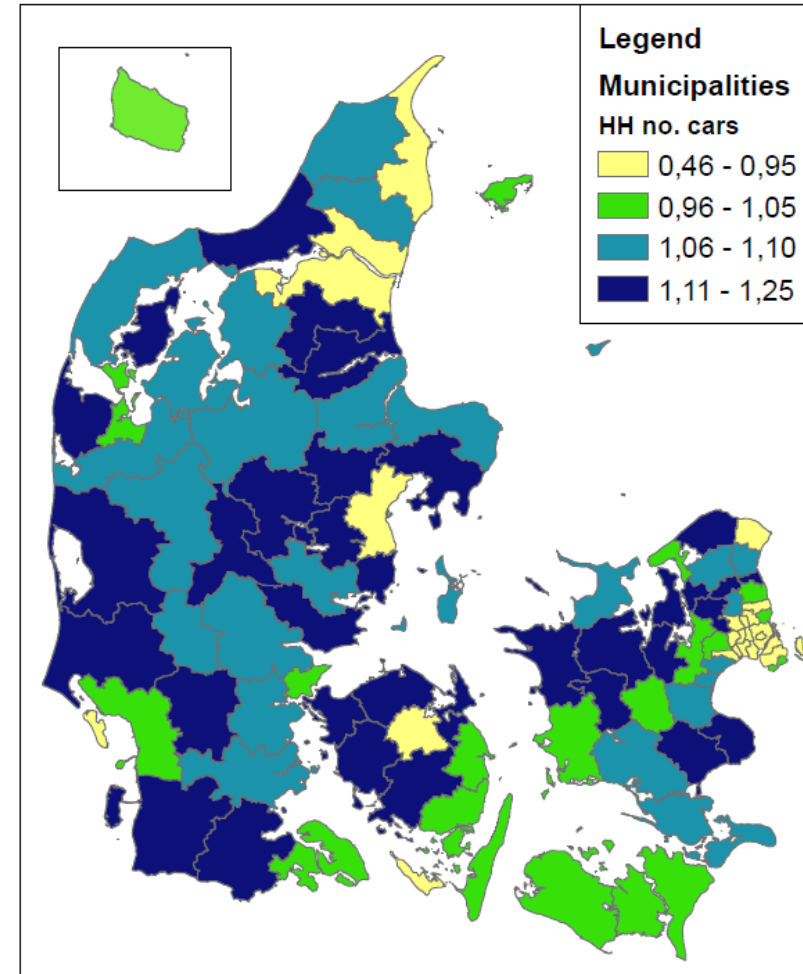 Legend
Municipalities
HH no. cars
0,46 - 0,95
0,96 - 1,05
1,06 - 1,10
1,11 - 1,25